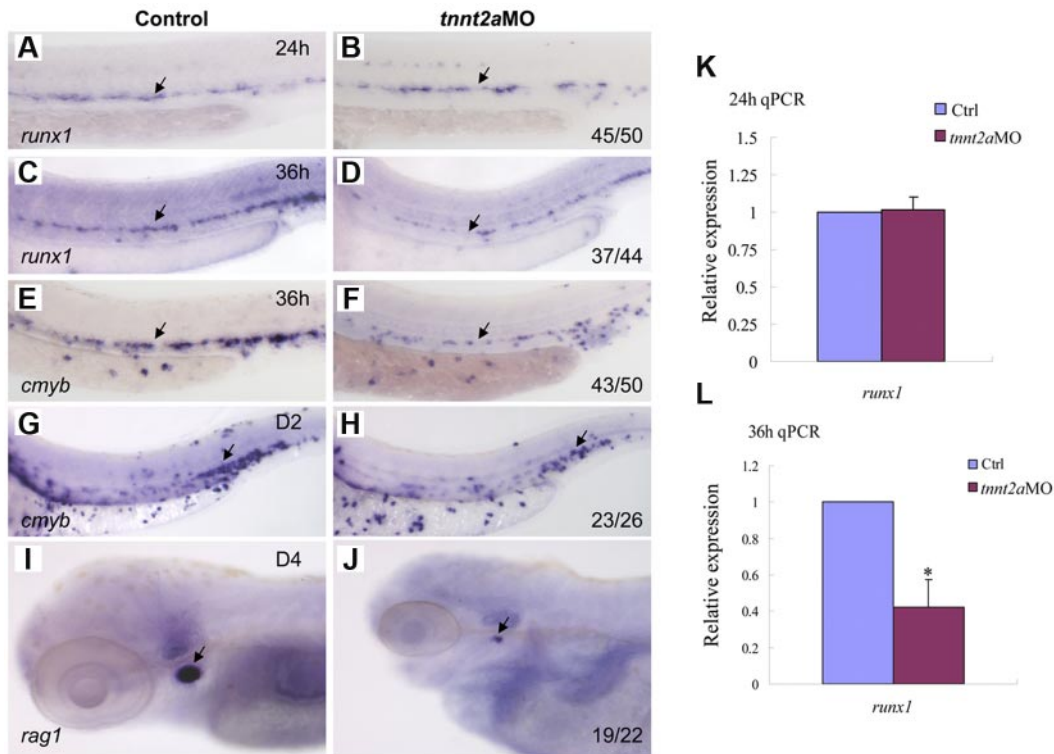 Control
tnnt2aMO
A
24h
runx1
B
45/50
C
36h
runx1
D
37/44
E
36h
cmyb
F
43/50
G
D2
cmyb
H
23/26
I
D4
rag1
J
19/22
K
24h qPCR
Ctrl
tnnt2aMO
Relative expression
1.5
1.25
1
0.75
0.5
0.25
0
runx1
L
36h qPCR
Ctrl
tnnt2aMO
Relative expression
1.2
1
0.8
0.6
0.4
0.2
0
*
runx1